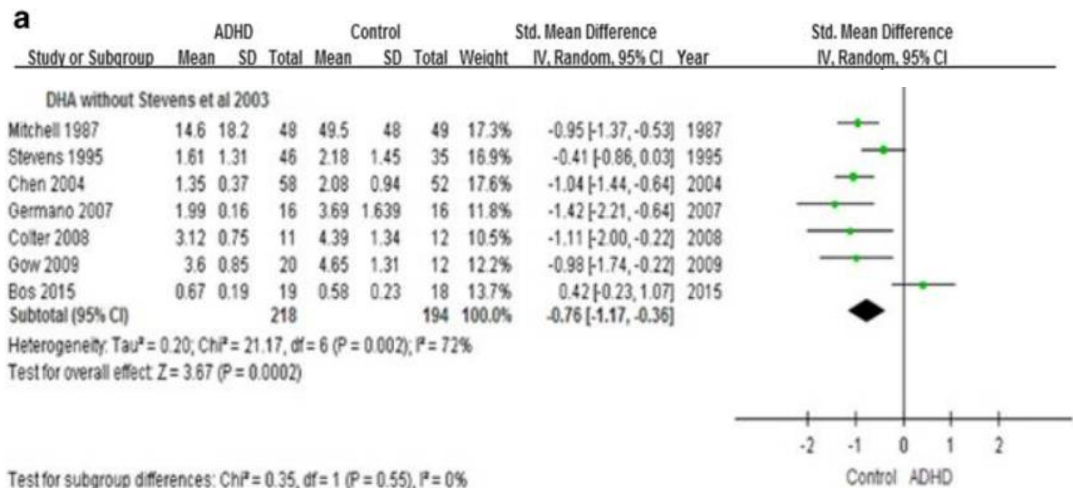 a
ADHD Control Std. Mean Difference Std. Mean Difference
Study or Subgroup Mean SD Total Mean SD Total Weight IV, Random, 95% CI Year IV, Random, 95% CI
DHA without Stevens et al 2003
Mitchell 1987 14.6 18.2 48 49.5 48 49 17.3% -0.95 [-1.37, -0.53] 1987
Stevens 1995 1.61 1.31 46 2.18 1.45 35 16.9% -0.41 [-0.86, 0.03] 1995
Chen 2004 1.35 0.37 58 2.08 0.94 52 17.6% -1.04 [-1.44, -0.64] 2004
Germano 2007 1.99 0.16 16 3.69 1.639 16 11.8% -1.42 [-2.21, -0.64] 2007
Colter 2008 3.12 0.75 11 4.39 1.34 12 10.5% -1.11 [-2.00, -0.22] 2008
Gow 2009 3.6 0.85 20 4.65 1.31 12 12.2% -0.98 [-1.74, -0.22] 2009
Bos 2015 0.67 0.19 19 0.58 0.23 18 13.7% 0.42 [-0.23, 1.07] 2015
Subtotal (95% CI) 218 194 100.0% -0.76 [-1.17, -0.36]
Heterogeneity: Tau² = 0.20; Chi² = 21.17, df = 6 (P = 0.002); I² = 72%
Test for overall effect: Z = 3.67 (P = 0.0002)
-2 -1 0 1 2
Control ADHD
Test for subgroup differences: Chi² = 0.35, df = 1 (P = 0.55), I² = 0%